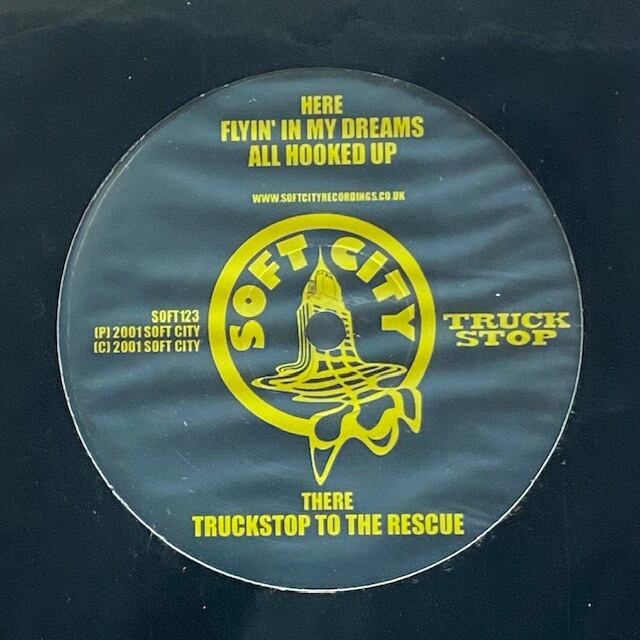 HERE
FLYIN' IN MY DREAMS
ALL HOOKED UP
WWW.SOFTCITYRECORDINGS.CO.UK
SOFT CITY
SOFT123
(P) 2001 SOFT CITY
(C) 2001 SOFT CITY
TRUCK
STOP
THERE
TRUCKSTOP TO THE RESCUE